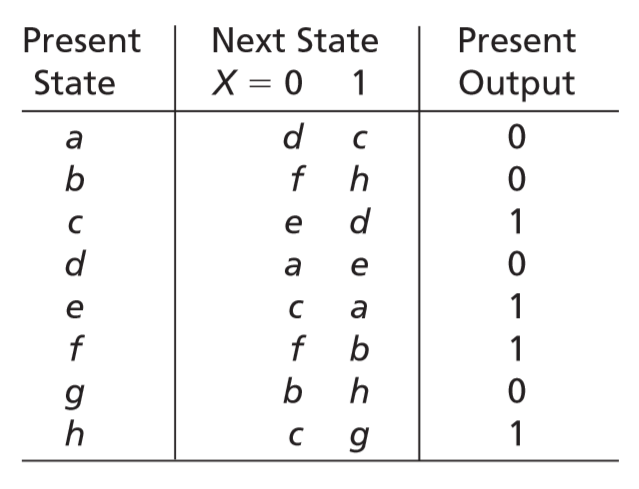 Present Next State Present
State X = 0 1 Output
a d c 0
b f h 0
c e d 1
d a e 0
e c a 1
f f b 1
g b h 0
h c g 1